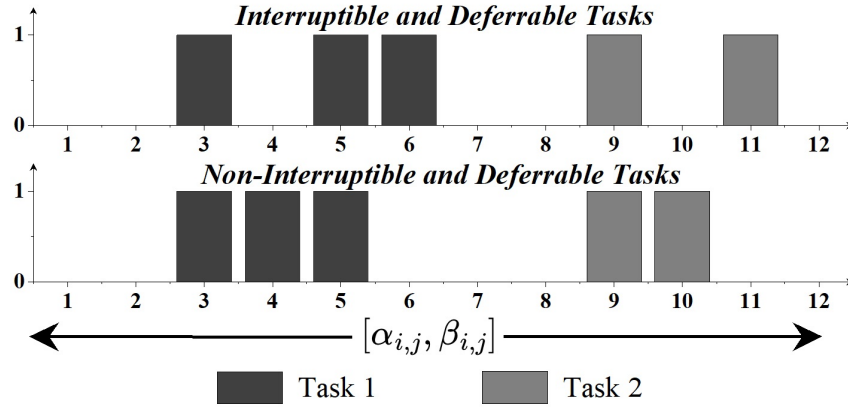 Interruptible and Deferrable Tasks
1
0
1 2 3 4 5 6 7 8 9 10 11 12
Non-Interruptible and Deferrable Tasks
1
0
1 2 3 4 5 6 7 8 9 10 11 12
[α_{i,j}, β_{i,j}]
Task 1 Task 2